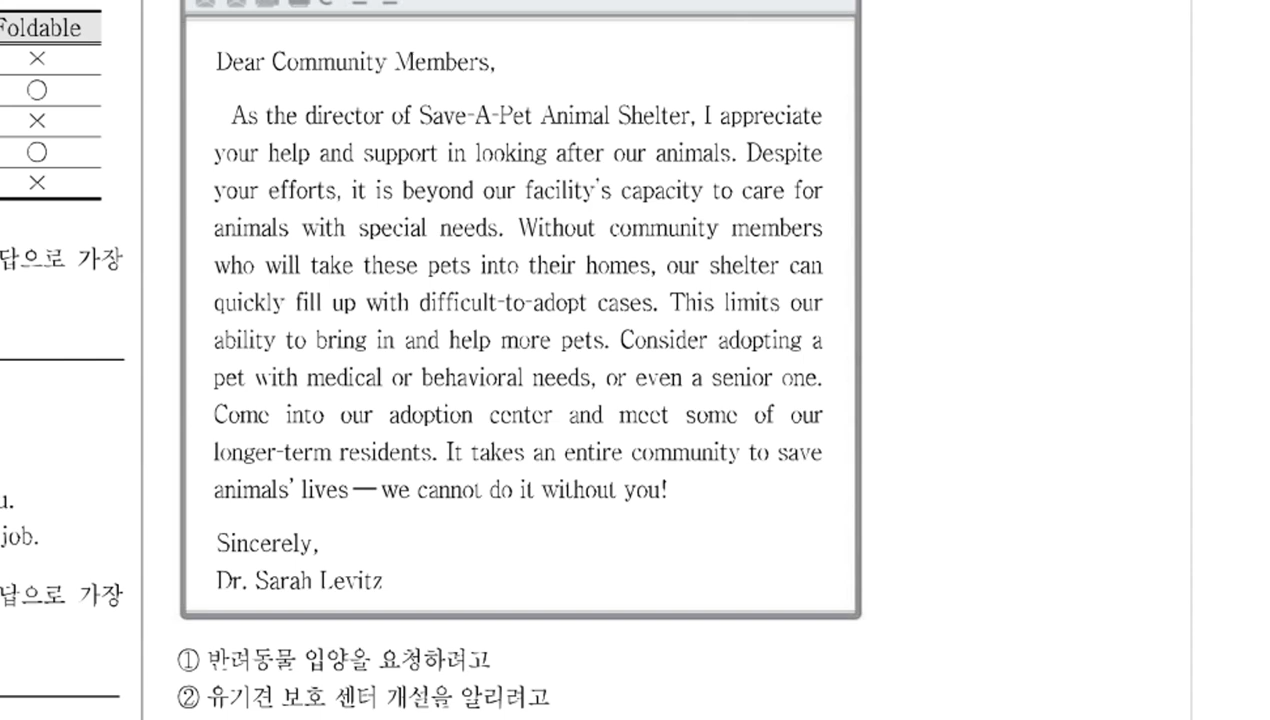 Foldable
×
○
×
○
×
답으로 가장
u.
job.
답으로 가장
Dear Community Members,
As the director of Save-A-Pet Animal Shelter, I appreciate
your help and support in looking after our animals. Despite
your efforts, it is beyond our facility's capacity to care for
animals with special needs. Without community members
who will take these pets into their homes, our shelter can
quickly fill up with difficult-to-adopt cases. This limits our
ability to bring in and help more pets. Consider adopting a
pet with medical or behavioral needs, or even a senior one.
Come into our adoption center and meet some of our
longer-term residents. It takes an entire community to save
animals' lives — we cannot do it without you!
Sincerely,
Dr. Sarah Levitz
① 반려동물 입양을 요청하려고
② 유기견 보호 센터 개설을 알리려고